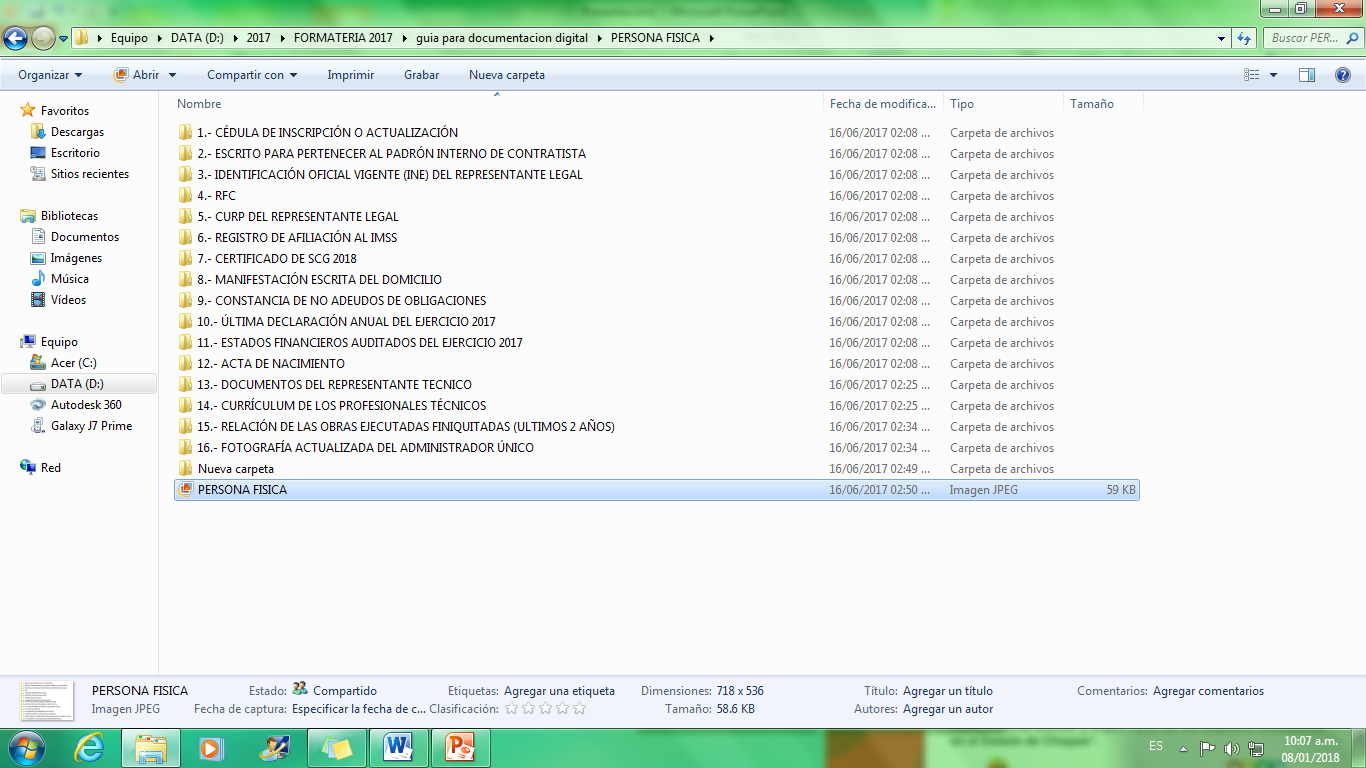 Equipo DATA (D:) 2017 FORMATERIA 2017 guia para documentacion digital PERSONA FISICA Buscar PER...
Organizar Abrir Compartir con Imprimir Grabar Nueva carpeta
Favoritos
Descargas
Escritorio
Sitios recientes
Bibliotecas
Documentos
Imágenes
Música
Vídeos
Equipo
Acer (C:)
DATA (D:)
Autodesk 360
Galaxy J7 Prime
Red
Nombre Fecha de modifica... Tipo Tamaño
1.- CÉDULA DE INSCRIPCIÓN O ACTUALIZACIÓN 16/06/2017 02:08 ... Carpeta de archivos
2.- ESCRITO PARA PERTENECER AL PADRÓN INTERNO DE CONTRATISTA 16/06/2017 02:08 ... Carpeta de archivos
3.- IDENTIFICACIÓN OFICIAL VIGENTE (INE) DEL REPRESENTANTE LEGAL 16/06/2017 02:08 ... Carpeta de archivos
4.- RFC 16/06/2017 02:08 ... Carpeta de archivos
5.- CURP DEL REPRESENTANTE LEGAL 16/06/2017 02:08 ... Carpeta de archivos
6.- REGISTRO DE AFILIACIÓN AL IMSS 16/06/2017 02:08 ... Carpeta de archivos
7.- CERTIFICADO DE SCG 2018 16/06/2017 02:08 ... Carpeta de archivos
8.- MANIFESTACIÓN ESCRITA DEL DOMICILIO 16/06/2017 02:08 ... Carpeta de archivos
9.- CONSTANCIA DE NO ADEUDOS DE OBLIGACIONES 16/06/2017 02:08 ... Carpeta de archivos
10.- ÚLTIMA DECLARACIÓN ANUAL DEL EJERCICIO 2017 16/06/2017 02:08 ... Carpeta de archivos
11.- ESTADOS FINANCIEROS AUDITADOS DEL EJERCICIO 2017 16/06/2017 02:08 ... Carpeta de archivos
12.- ACTA DE NACIMIENTO 16/06/2017 02:08 ... Carpeta de archivos
13.- DOCUMENTOS DEL REPRESENTANTE TECNICO 16/06/2017 02:25 ... Carpeta de archivos
14.- CURRÍCULUM DE LOS PROFESIONALES TÉCNICOS 16/06/2017 02:25 ... Carpeta de archivos
15.- RELACIÓN DE LAS OBRAS EJECUTADAS FINIQUITADAS (ULTIMOS 2 AÑOS) 16/06/2017 02:34 ... Carpeta de archivos
16.- FOTOGRAFÍA ACTUALIZADA DEL ADMINISTRADOR ÚNICO 16/06/2017 02:34 ... Carpeta de archivos
Nueva carpeta 16/06/2017 02:49 ... Carpeta de archivos
PERSONA FISICA 16/06/2017 02:50 ... Imagen JPEG 59 KB
PERSONA FISICA Estado: Compartido Etiquetas: Agregar una etiqueta Dimensiones: 718 x 536 Título: Agregar un título Comentarios: Agregar comentarios
Imagen JPEG Fecha de captura: Especificar la fecha de c... Clasificación: Tamaño: 58.6 KB Autores: Agregar un autor
ES 10:07 a.m.
08/01/2018